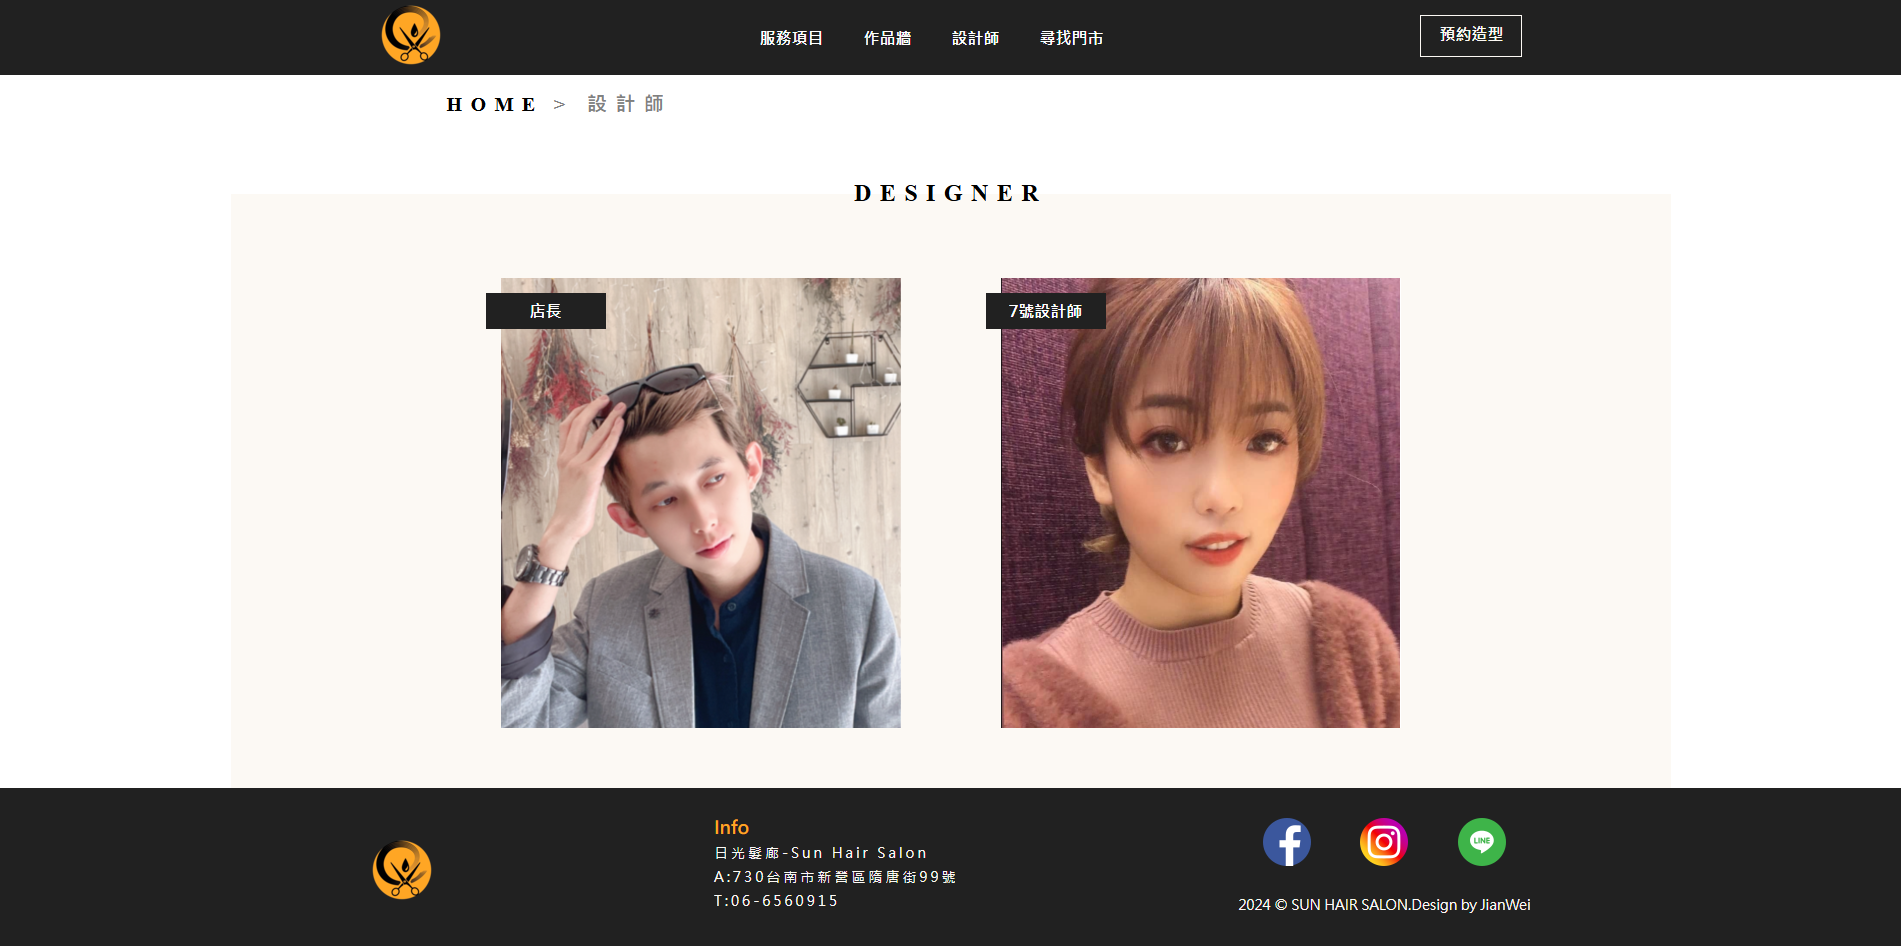 服務項目 作品牆 設計師 尋找門市 預約造型
HOME > 設計師
DESIGNER
店長
7號設計師
Info
日光髮廊-Sun Hair Salon
A:730台南市新營區隋唐街99號
T:06-6560915
LINE
2024 © SUN HAIR SALON.Design by JianWei